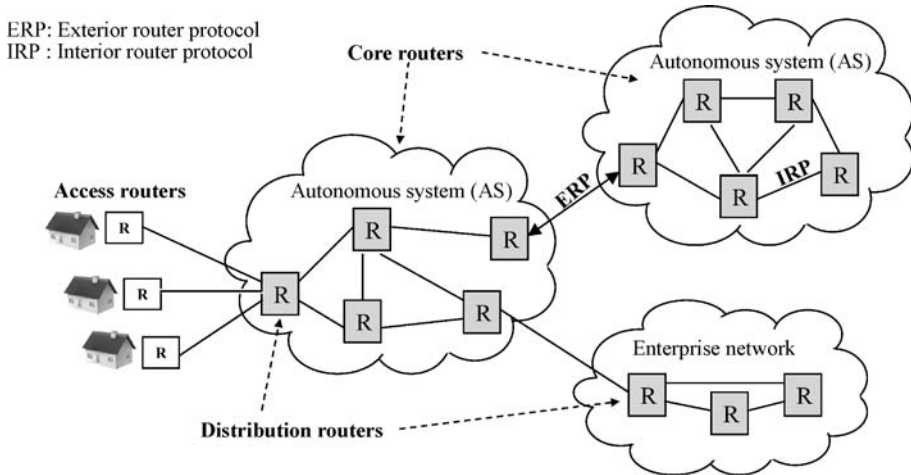 ERP: Exterior router protocol
IRP : Interior router protocol
Core routers
Autonomous system (AS)
R
R
R
R
R
IRP
ERP
Access routers
Autonomous system (AS)
R
R
R
R
R
R
R
R
Enterprise network
R
R
R
Distribution routers